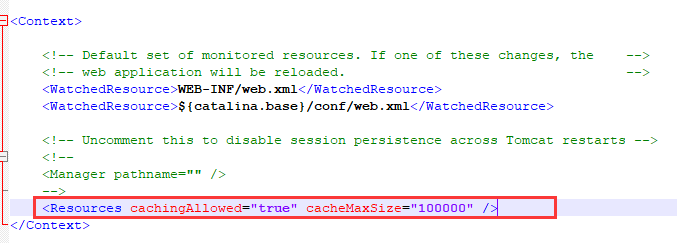 <Context>
<!-- Default set of monitored resources. If one of these changes, the -->
<!-- web application will be reloaded. -->
<WatchedResource>WEB-INF/web.xml</WatchedResource>
<WatchedResource>${catalina.base}/conf/web.xml</WatchedResource>
<!-- Uncomment this to disable session persistence across Tomcat restarts -->
<!--
<Manager pathname="" />
-->
<Resources cachingAllowed="true" cacheMaxSize="100000" />
</Context>